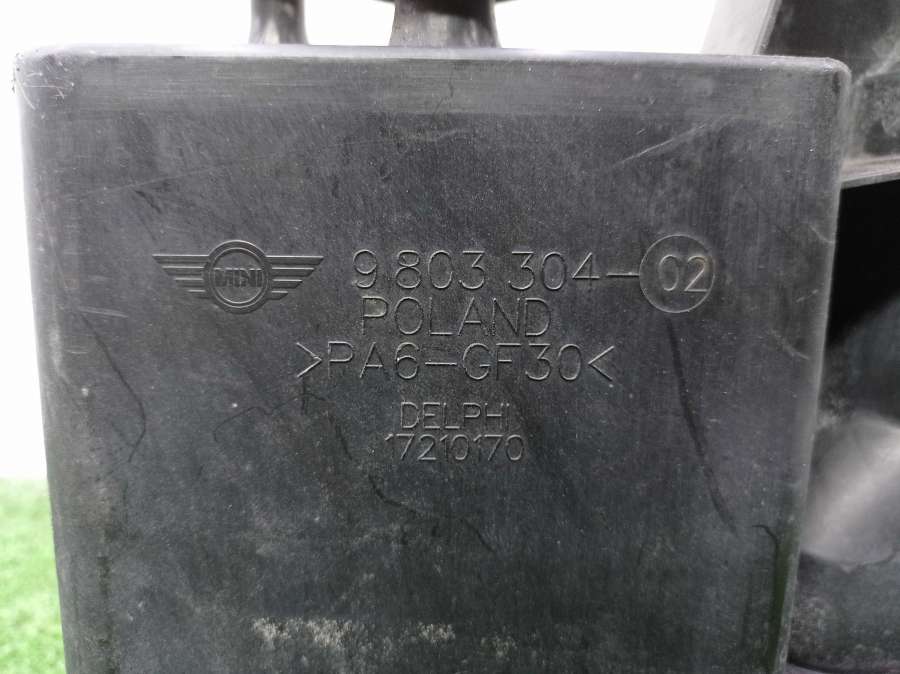 MINI
9 803 304-02
POLAND
>PA6-GF30<
DELPHI
17210170